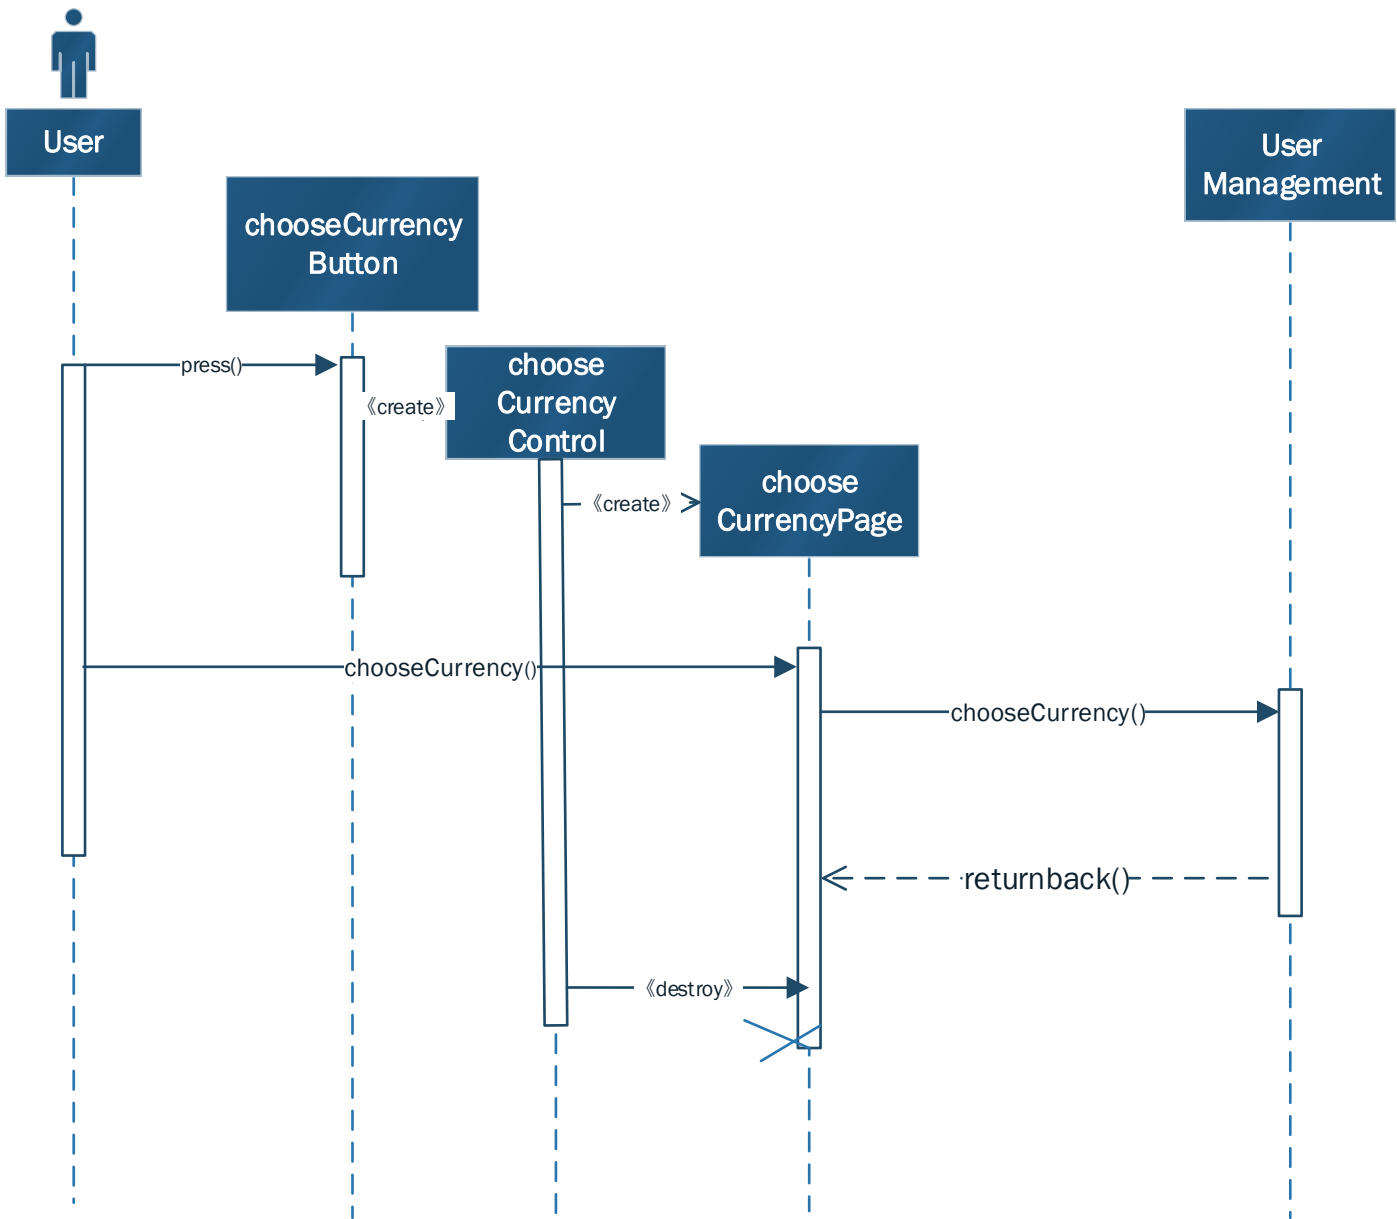 User
User
Management
chooseCurrency
Button
press()
choose
Currency
Control
《create》
choose
CurrencyPage
《create》
chooseCurrency()
chooseCurrency()
returnback()
《destroy》